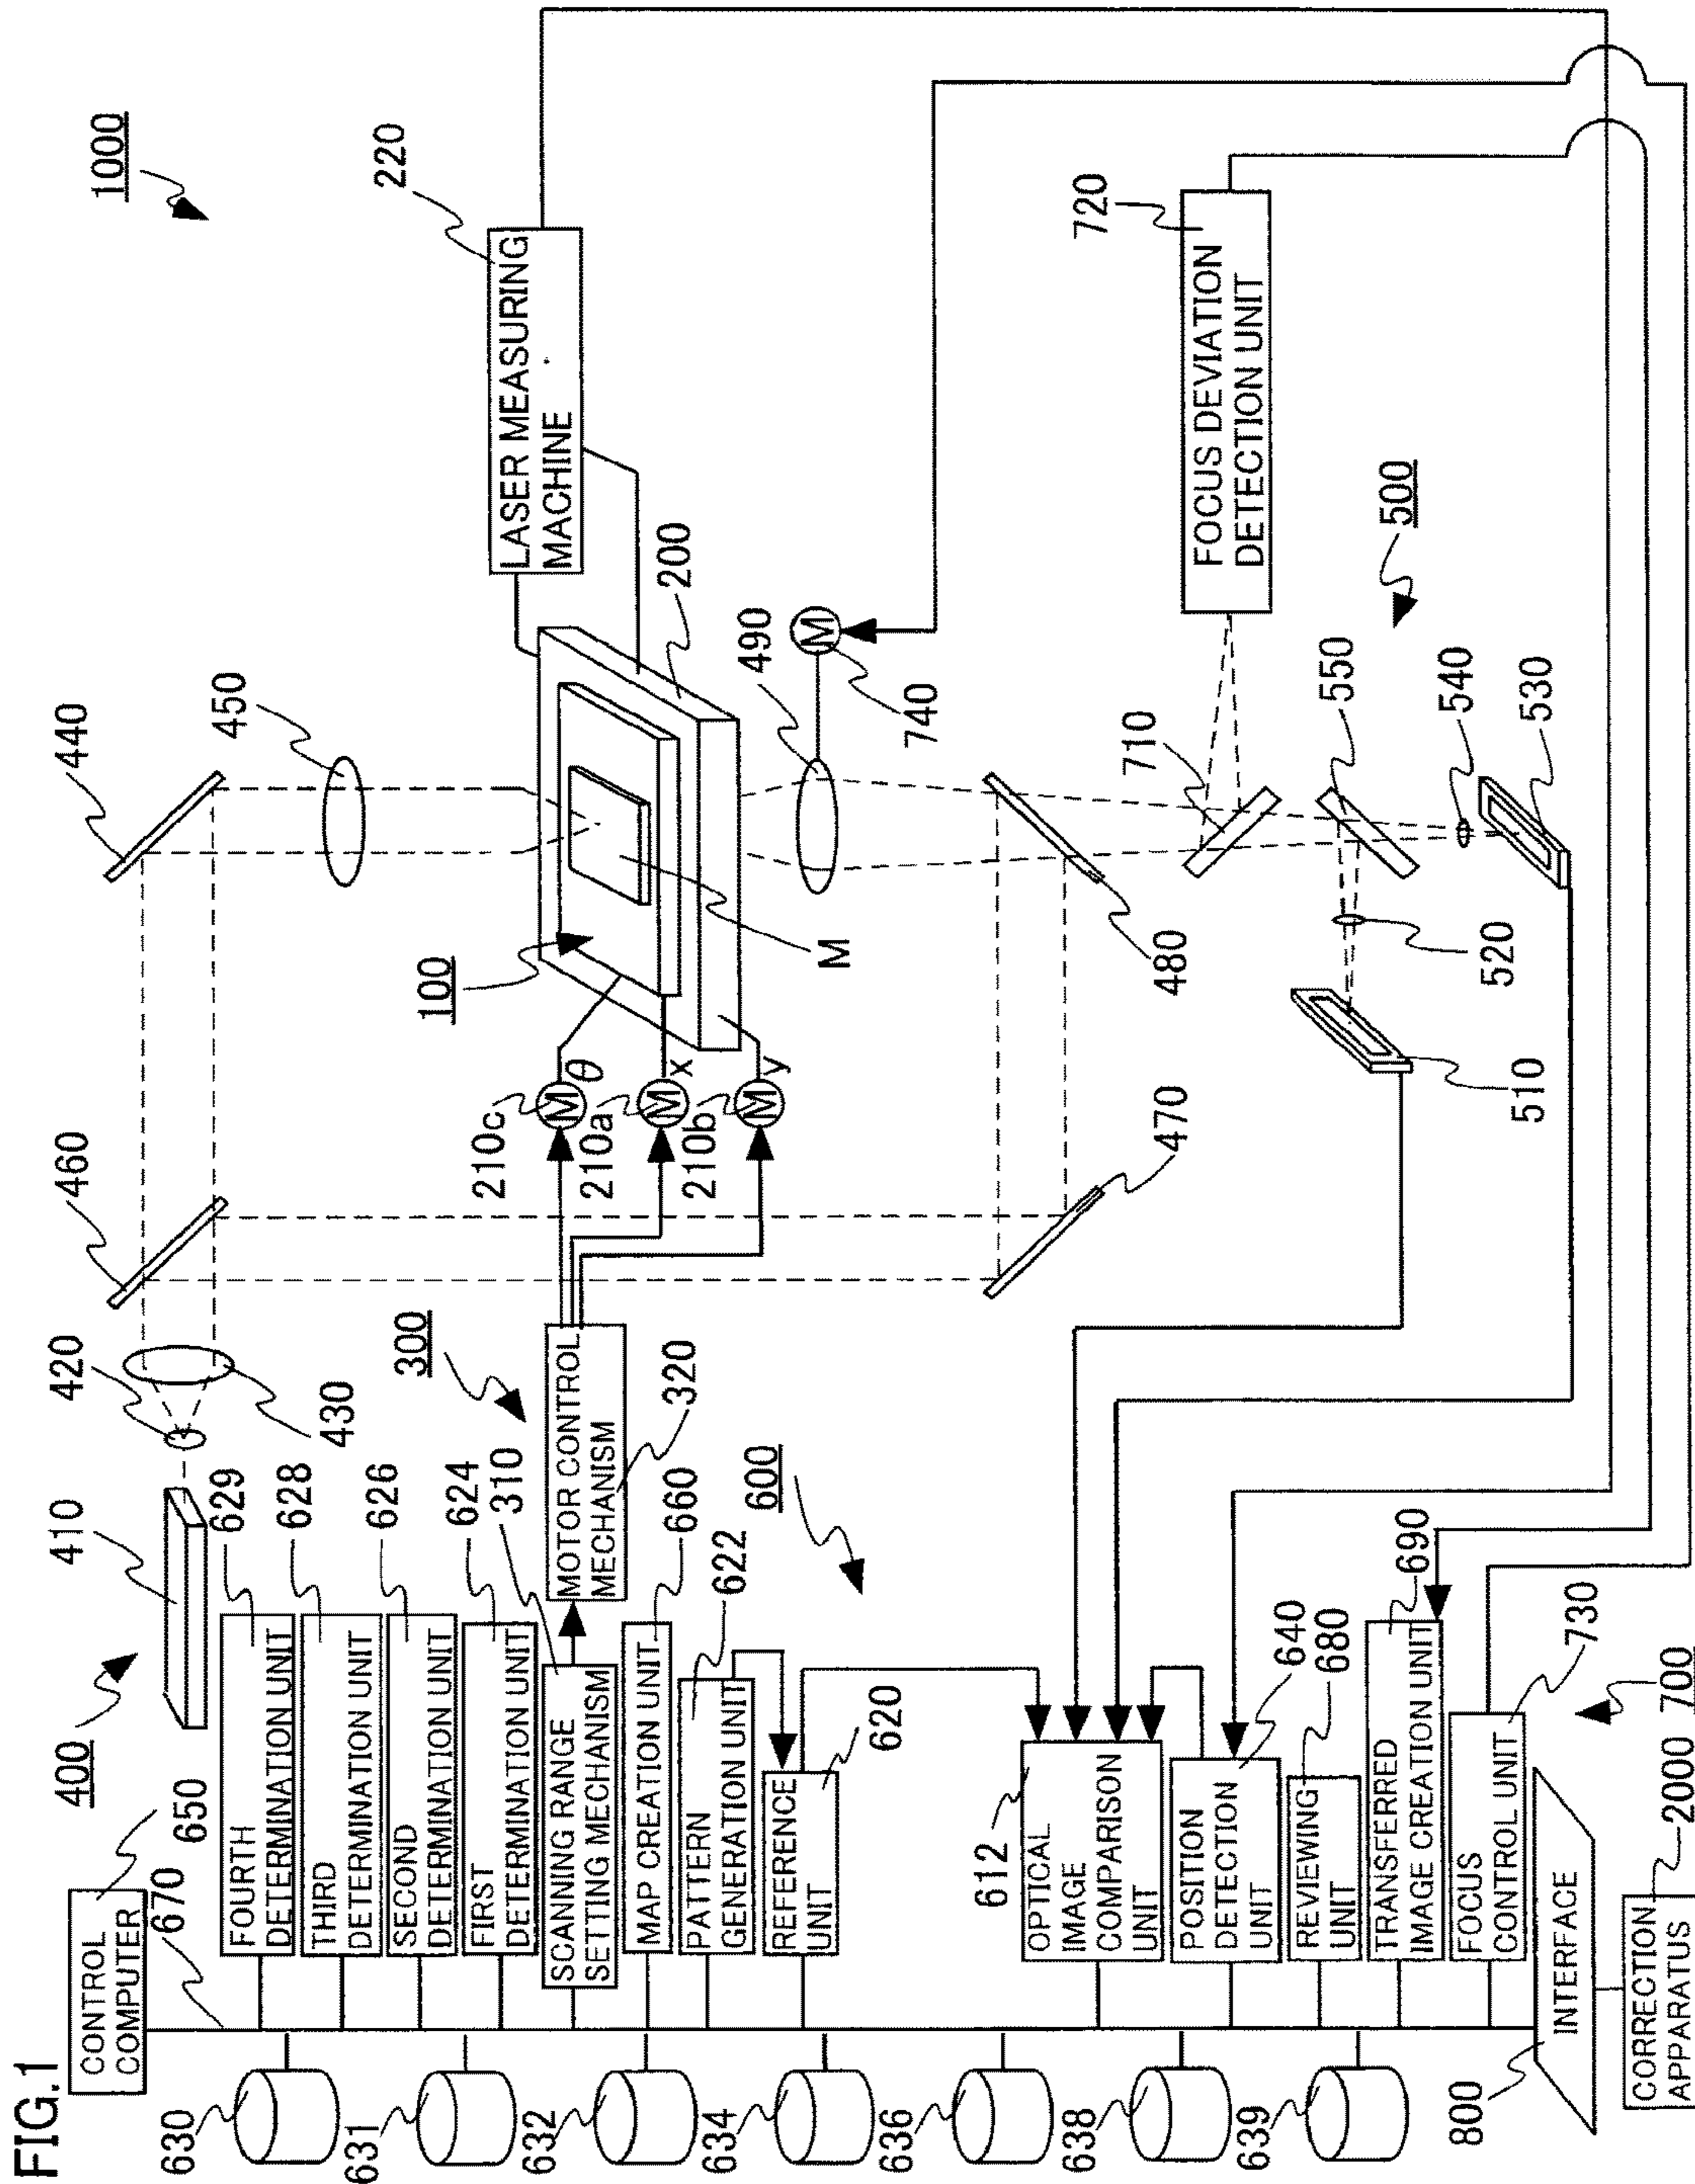 FIG.1
CONTROL
COMPUTER
650
670
400
410
420
430
460
440
450
1000
220
LASER MEASURING
MACHINE
FOURTH
DETERMINATION UNIT
629
THIRD
DETERMINATION UNIT
628
SECOND
DETERMINATION UNIT
626
FIRST
DETERMINATION UNIT
624
SCANNING RANGE
SETTING MECHANISM
310
MOTOR CONTROL
MECHANISM
300
320
210c
M
θ
210a
M
x
210b
M
y
100
M
200
490
M
740
MAP CREATION UNIT
660
PATTERN
GENERATION UNIT
622
REFERENCE
UNIT
620
600
470
480
710
720
FOCUS DEVIATION
DETECTION UNIT
500
550
540
530
520
510
612
OPTICAL
IMAGE
COMPARISON
UNIT
POSITION
DETECTION
UNIT
640
REVIEWING
UNIT
680
TRANSFERRED
IMAGE CREATION UNIT
690
FOCUS
CONTROL UNIT
730
700
630
631
632
634
636
638
639
800
INTERFACE
CORRECTION
APPARATUS
2000